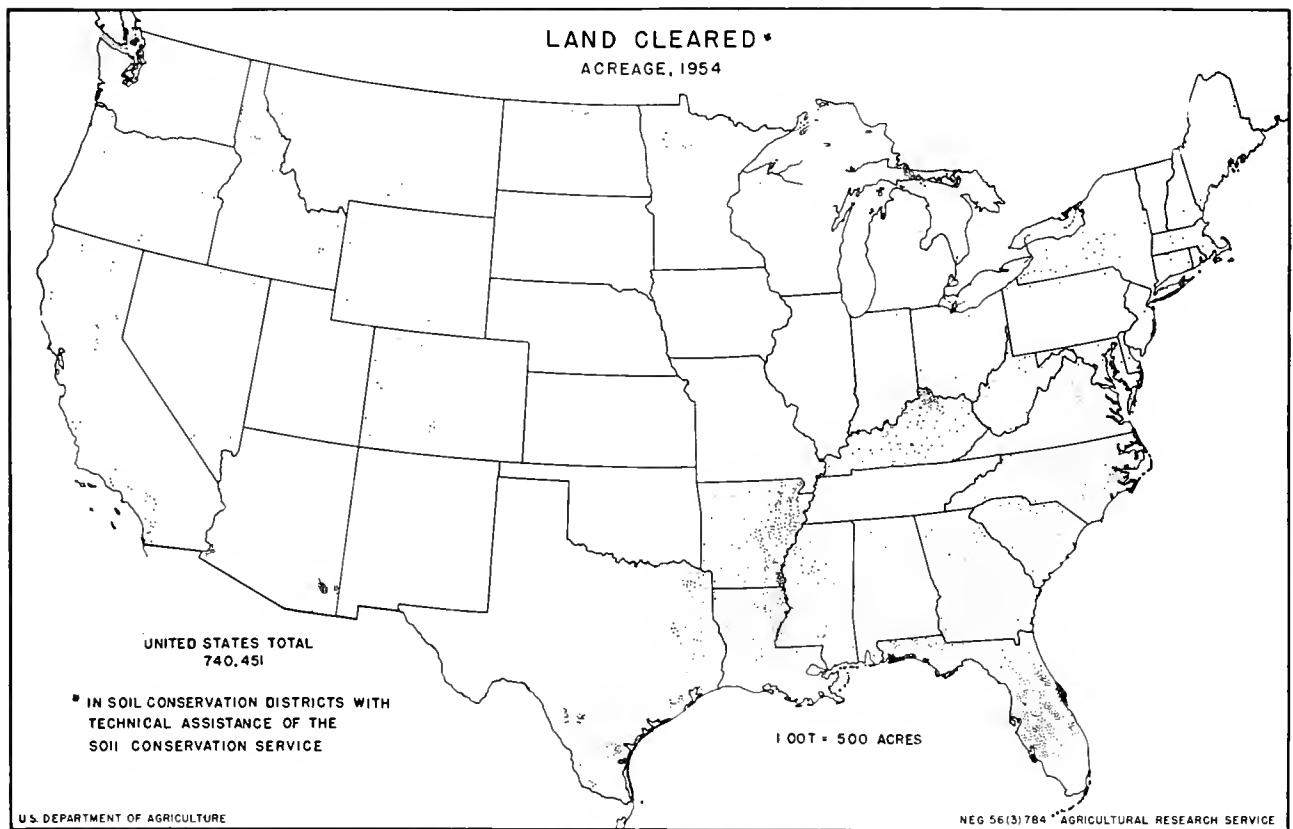 LAND CLEARED*
ACREAGE, 1954
UNITED STATES TOTAL
740,451
* IN SOIL CONSERVATION DISTRICTS WITH
TECHNICAL ASSISTANCE OF THE
SOIL CONSERVATION SERVICE
1 DOT = 500 ACRES
U.S. DEPARTMENT OF AGRICULTURE
NEG 56(3)784 AGRICULTURAL RESEARCH SERVICE